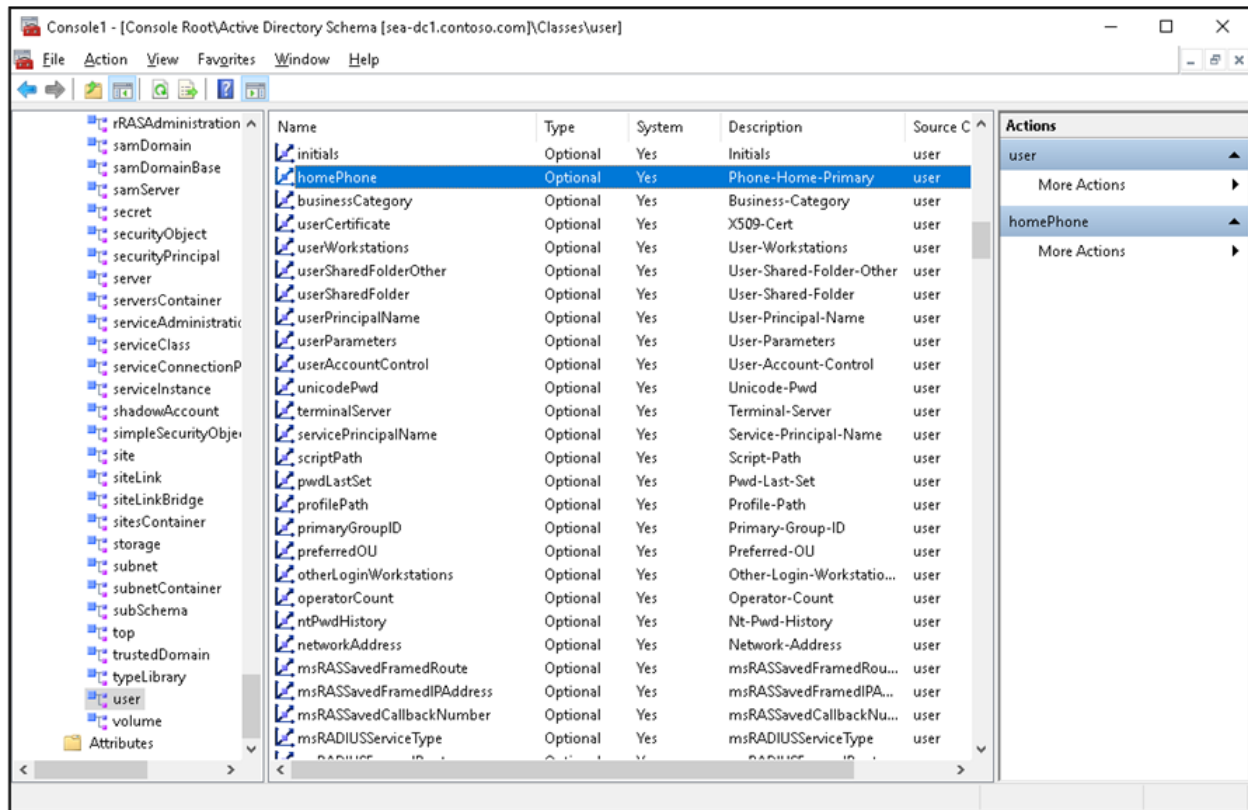 Console1 - [Console Root\Active Directory Schema [sea-dc1.contoso.com]\Classes\user]
File Action View Favorites Window Help
rRASAdministration
samDomain
samDomainBase
samServer
secret
securityObject
securityPrincipal
server
serversContainer
serviceAdministratic
serviceClass
serviceConnectionP
serviceInstance
shadowAccount
simpleSecurityObje
site
siteLink
siteLinkBridge
sitesContainer
storage
subnet
subnetContainer
subSchema
top
trustedDomain
typeLibrary
user
volume
Attributes
Name Type System Description Source C
initials Optional Yes Initials user
homePhone Optional Yes Phone-Home-Primary user
businessCategory Optional Yes Business-Category user
userCertificate Optional Yes X509-Cert user
userWorkstations Optional Yes User-Workstations user
userSharedFolderOther Optional Yes User-Shared-Folder-Other user
userSharedFolder Optional Yes User-Shared-Folder user
userPrincipalName Optional Yes User-Principal-Name user
userParameters Optional Yes User-Parameters user
userAccountControl Optional Yes User-Account-Control user
unicodePwd Optional Yes Unicode-Pwd user
terminalServer Optional Yes Terminal-Server user
servicePrincipalName Optional Yes Service-Principal-Name user
scriptPath Optional Yes Script-Path user
pwdLastSet Optional Yes Pwd-Last-Set user
profilePath Optional Yes Profile-Path user
primaryGroupID Optional Yes Primary-Group-ID user
preferredOU Optional Yes Preferred-OU user
otherLoginWorkstations Optional Yes Other-Login-Workstatio... user
operatorCount Optional Yes Operator-Count user
ntPwdHistory Optional Yes Nt-Pwd-History user
networkAddress Optional Yes Network-Address user
msRASSavedFramedRoute Optional Yes msRASSavedFramedRou... user
msRASSavedFramedIPAddress Optional Yes msRASSavedFramedIPA... user
msRASSavedCallbackNumber Optional Yes msRASSavedCallbackNu... user
msRADIUSServiceType Optional Yes msRADIUSServiceType user
Actions
user
More Actions
homePhone
More Actions